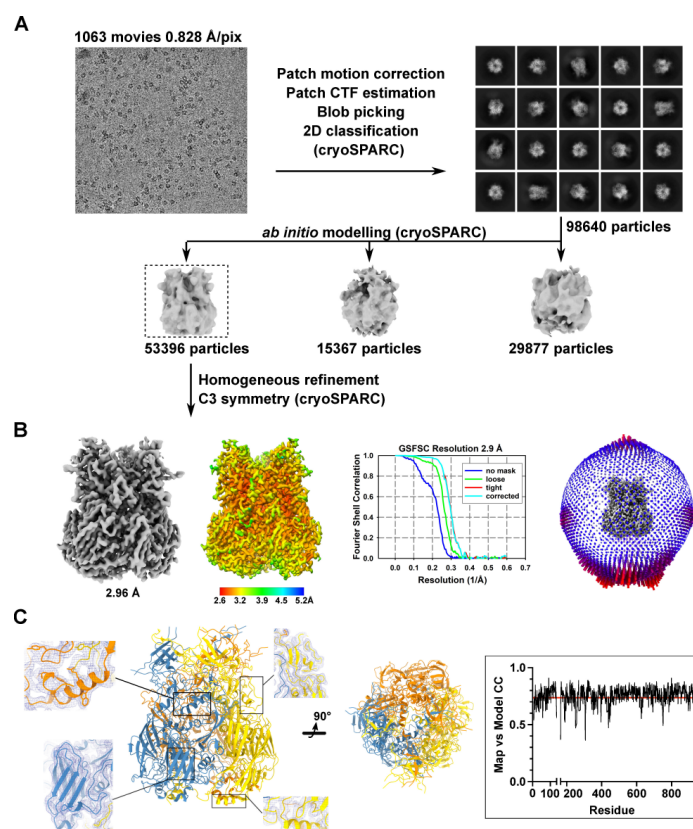 A
1063 movies 0.828 Å/pix
Patch motion correction
Patch CTF estimation
Blob picking
2D classification
(cryoSPARC)
98640 particles
ab initio modelling (cryoSPARC)
53396 particles
15367 particles
29877 particles
Homogeneous refinement
C3 symmetry (cryoSPARC)
B
2.96 Å
2.6 3.2 3.9 4.5 5.2Å
GSFSC Resolution 2.9 Å
Fourier Shell Correlation
1.0
0.8
0.6
0.4
0.2
0.0
no mask
loose
tight
corrected
0.0 0.1 0.2 0.3 0.4 0.5 0.6 0.7
Resolution (1/Å)
C
90°
Map vs Model CC
1.0
0.5
0.0
0 100 200 400 600 800
Residue